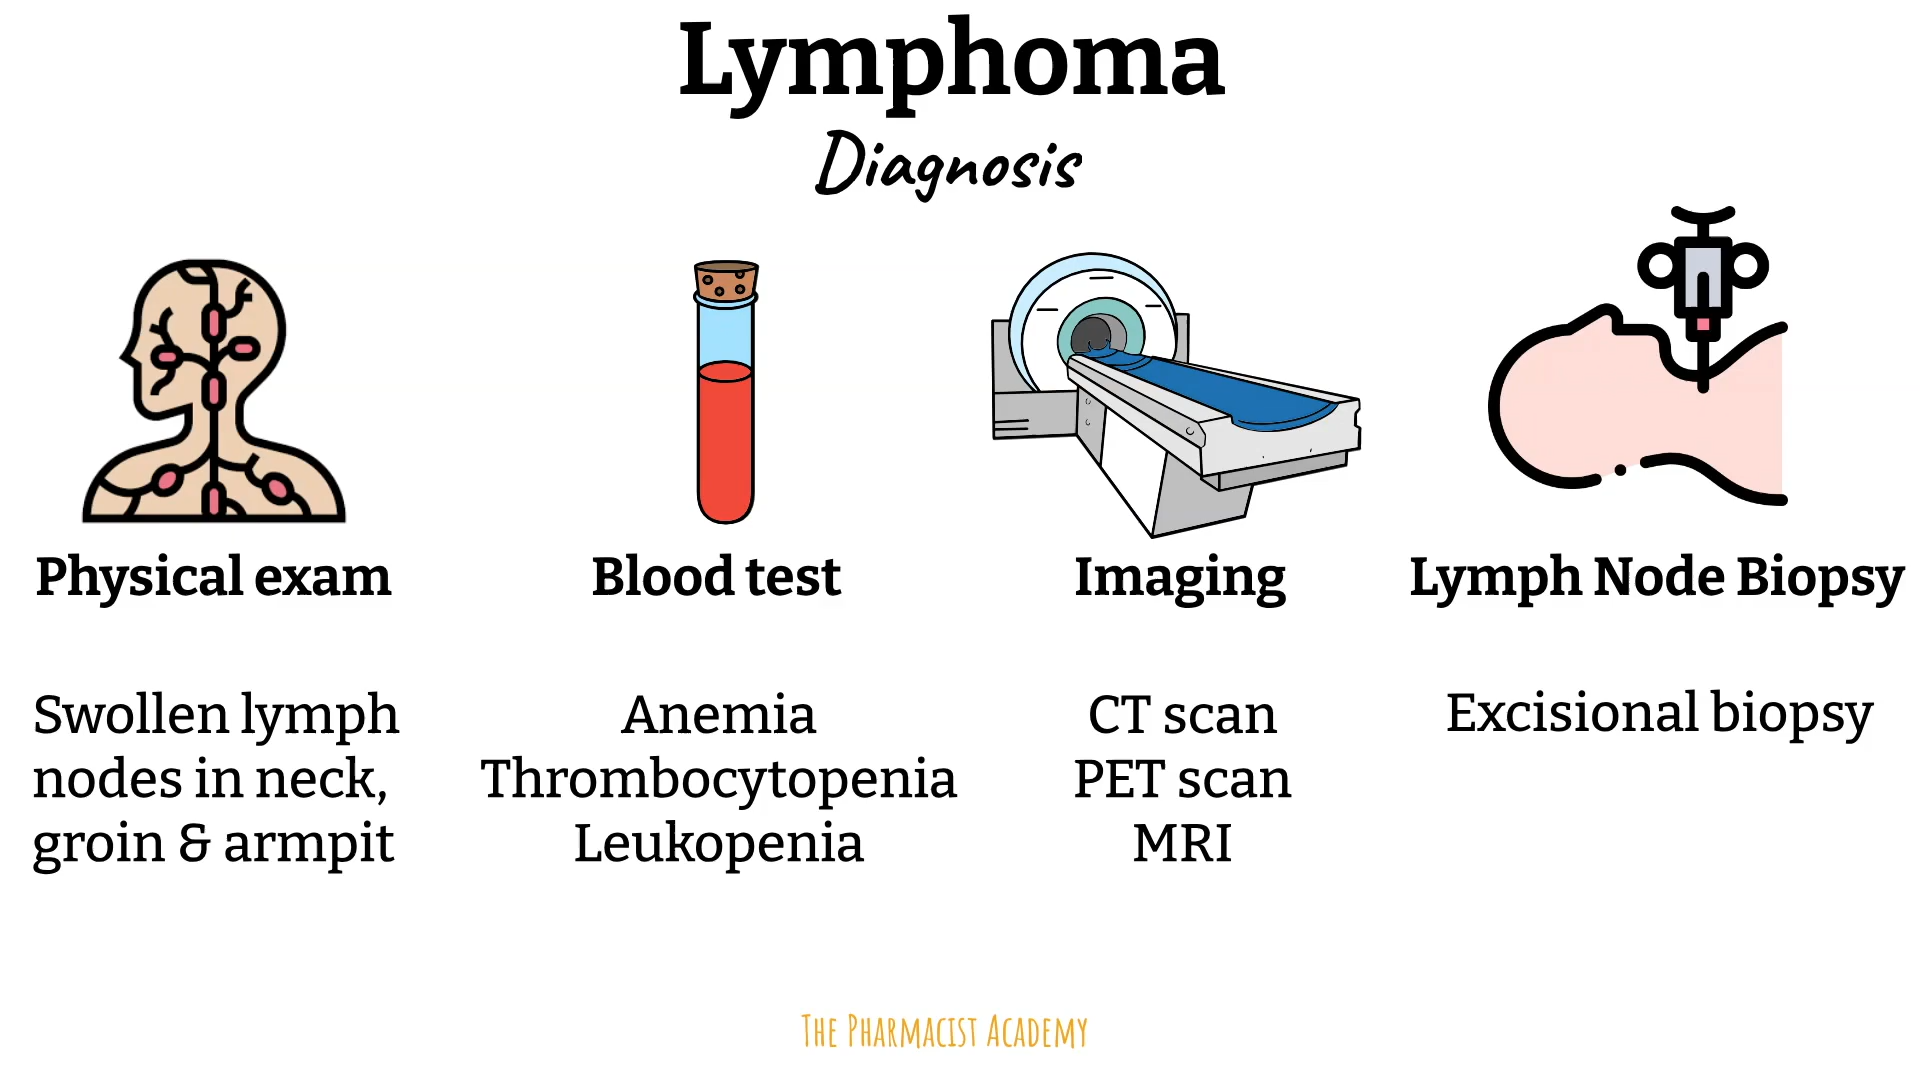 Lymphoma
Diagnosis
Physical exam
Swollen lymph
nodes in neck,
groin & armpit
Blood test
Anemia
Thrombocytopenia
Leukopenia
Imaging
CT scan
PET scan
MRI
Lymph Node Biopsy
Excisional biopsy
The Pharmacist Academy